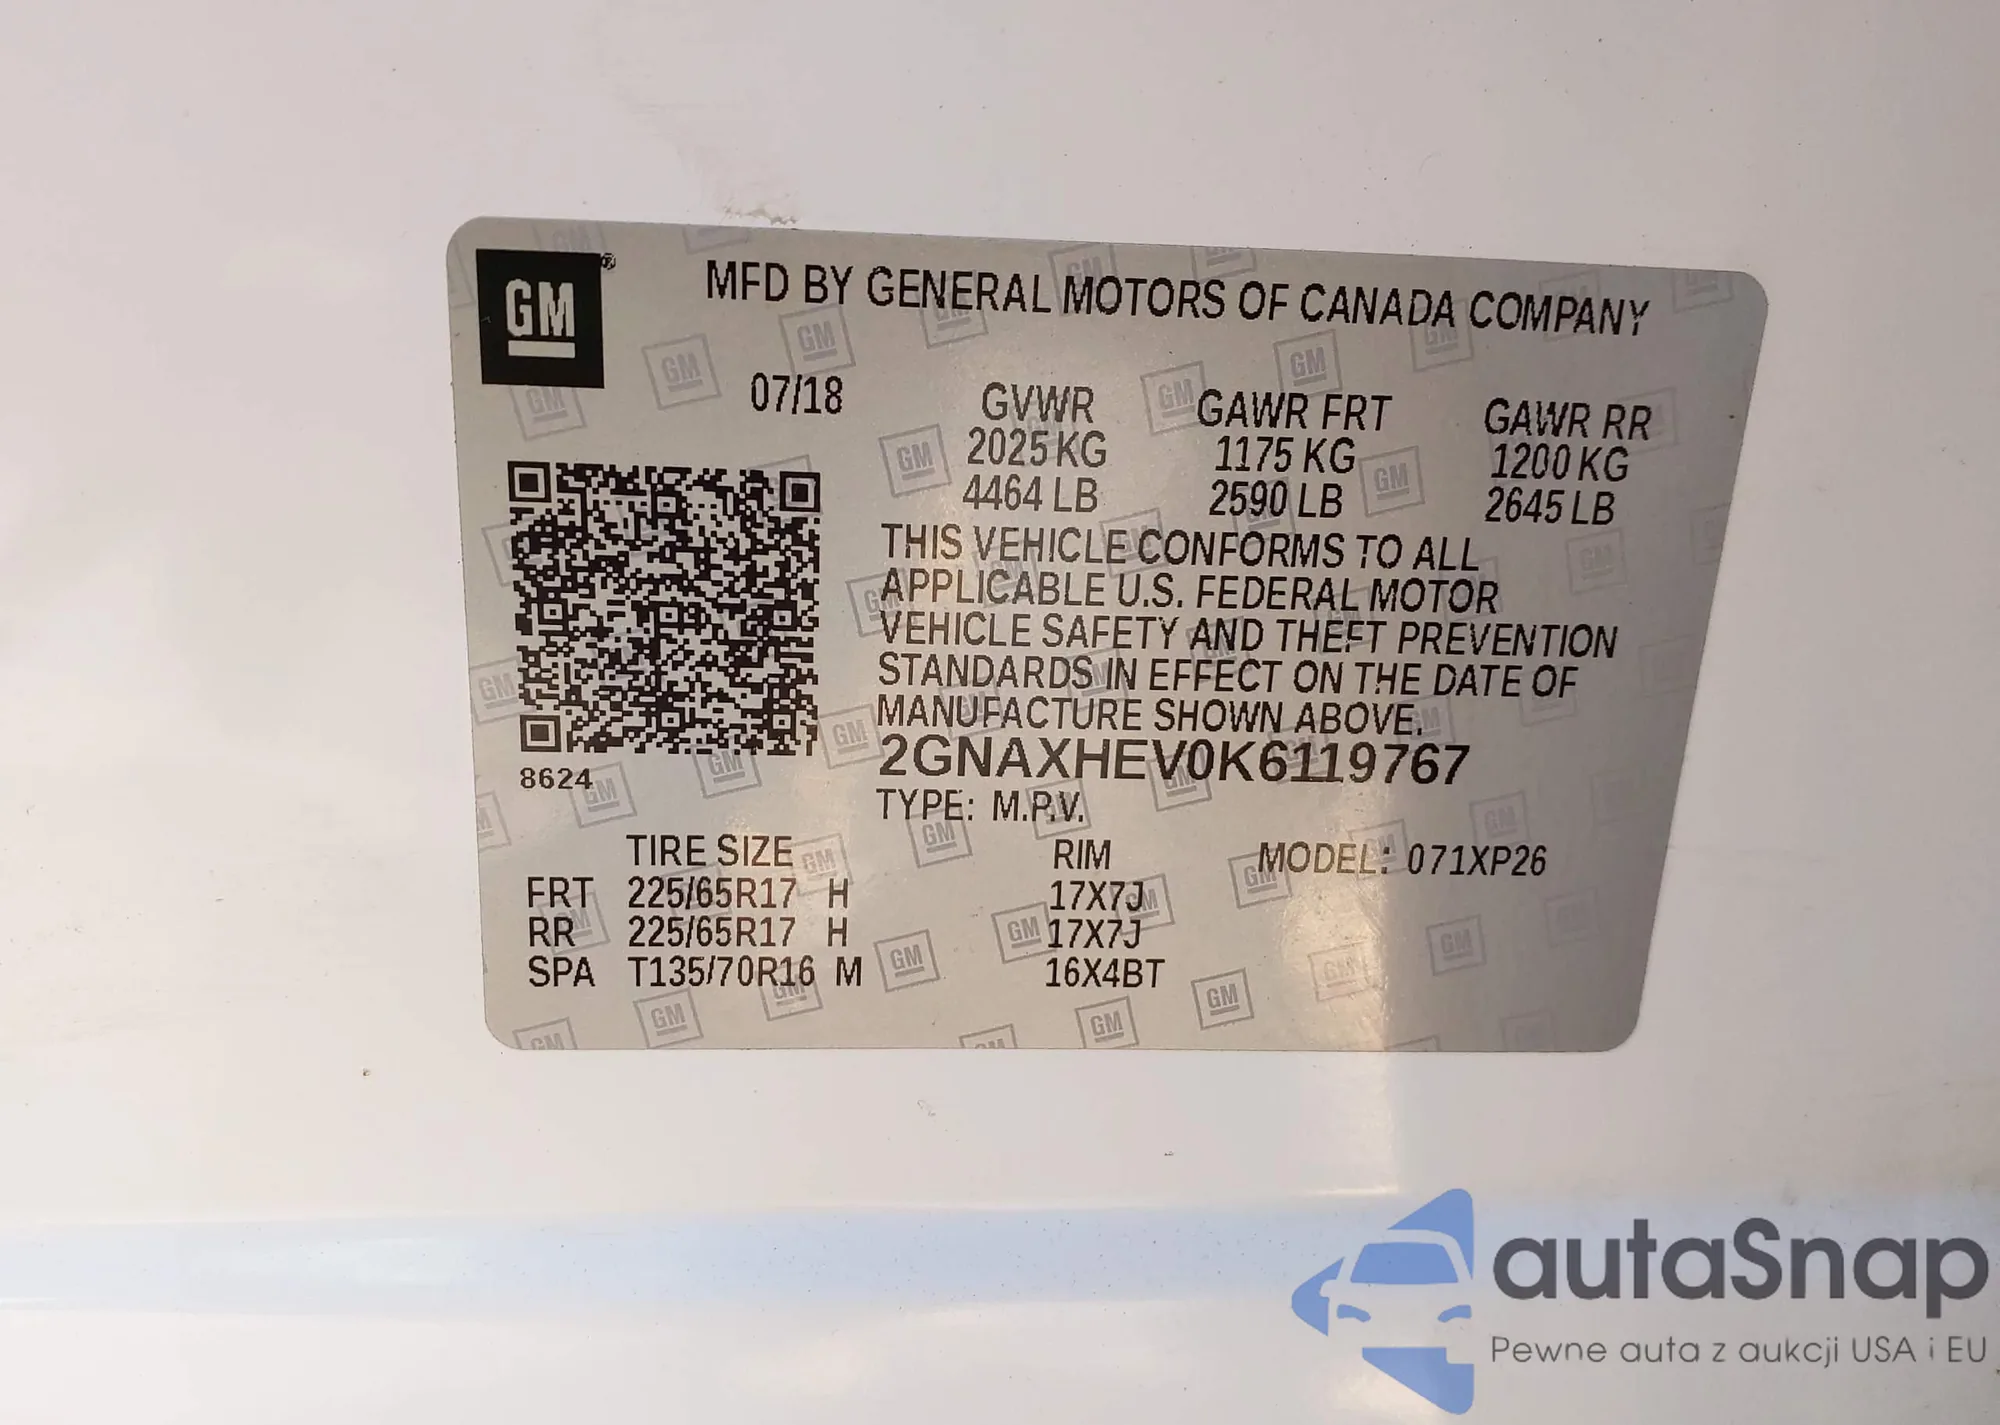 GM ®
MFD BY GENERAL MOTORS OF CANADA COMPANY
07/18 GVWR GAWR FRT GAWR RR
2025 KG 1175 KG 1200 KG
4464 LB 2590 LB 2645 LB
THIS VEHICLE CONFORMS TO ALL
APPLICABLE U.S. FEDERAL MOTOR
VEHICLE SAFETY AND THEFT PREVENTION
STANDARDS IN EFFECT ON THE DATE OF
MANUFACTURE SHOWN ABOVE.
2GNAXHEV0K6119767
8624
TYPE: M.P.V.
TIRE SIZE RIM MODEL: 071XP26
FRT 225/65R17 H 17X7J
RR 225/65R17 H 17X7J
SPA T135/70R16 M 16X4BT
autaSnap
Pewne auta z aukcji USA i EU